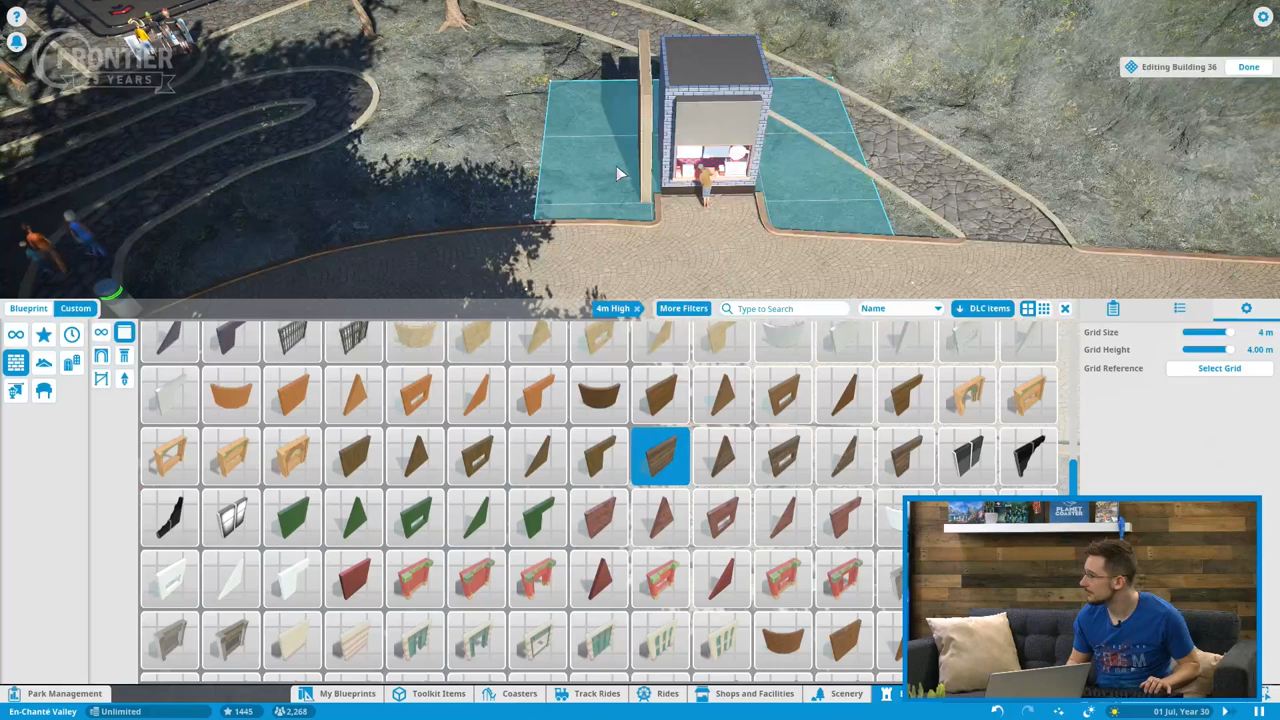 ?
FRONTIER
25 YEARS
Editing Building 36
Done
Blueprint
Custom
4m High ×
More Filters
Type to Search
Name
DLC items
Grid Size
4 m
Grid Height
4.00 m
Grid Reference
Select Grid
PLANET
COASTER
Park Management
My Blueprints
Toolkit Items
Coasters
Track Rides
Rides
Shops and Facilities
Scenery
En-Chanté Valley
Unlimited
1445
2,268
01 Jul, Year 30